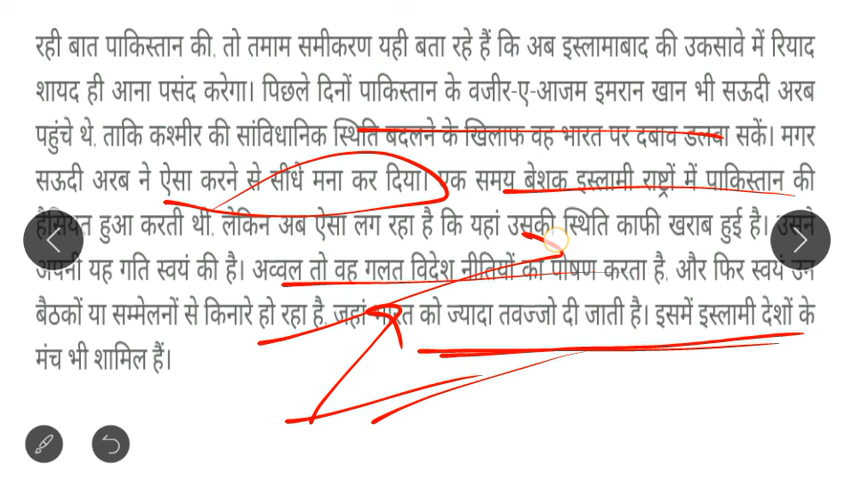 रही बात पाकिस्तान की, तो तमाम समीकरण यही बता रहे हैं कि अब इस्लामाबाद की उकसावे में रियाद
शायद ही आना पसंद करेगा। पिछले दिनों पाकिस्तान के वजीर-ए-आजम इमरान खान भी सऊदी अरब
पहुंचे थे, ताकि कश्मीर की सांविधानिक स्थिति बदलने के खिलाफ वह भारत पर दबाव डलवा सकें। मगर
सऊदी अरब ने ऐसा करने से सीधे मना कर दिया। एक समय बेशक इस्लामी राष्ट्रों में पाकिस्तान की
हैसियत हुआ करती थी, लेकिन अब ऐसा लग रहा है कि यहां उसकी स्थिति काफी खराब हुई है। उसने
अपनी यह गति स्वयं की है। अव्वल तो वह गलत विदेश नीतियों का पोषण करता है, और फिर स्वयं उन
बैठकों या सम्मेलनों से किनारे हो रहा है, जहां भारत को ज्यादा तवज्जो दी जाती है। इसमें इस्लामी देशों के
मंच भी शामिल हैं।